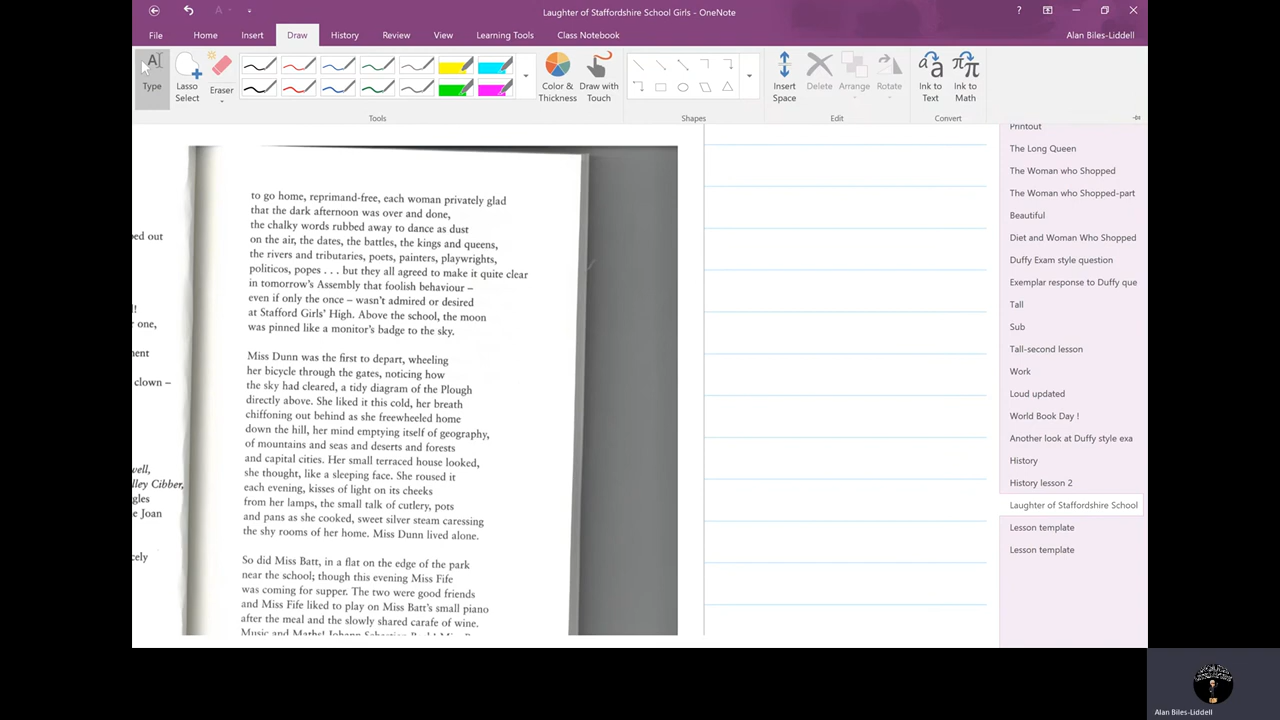 Laughter of Staffordshire School Girls - OneNote
?
File
Home
Insert
Draw
History
Review
View
Learning Tools
Class Notebook
Alan Biles-Liddell
Type
Lasso
Select
Eraser
Color &
Thickness
Draw with
Touch
Insert
Space
Delete
Arrange
Rotate
Ink to
Text
Ink to
Math
Tools
Shapes
Edit
Convert
ped out
l!
r one,
nent
clown –
well,
lley Cibber,
gles
e Joan
cely
to go home, reprimand-free, each woman privately glad
that the dark afternoon was over and done,
the chalky words rubbed away to dance as dust
on the air, the dates, the battles, the kings and queens,
the rivers and tributaries, poets, painters, playwrights,
politicos, popes . . . but they all agreed to make it quite clear
in tomorrow's Assembly that foolish behaviour –
even if only the once – wasn't admired or desired
at Stafford Girls' High. Above the school, the moon
was pinned like a monitor's badge to the sky.
Miss Dunn was the first to depart, wheeling
her bicycle through the gates, noticing how
the sky had cleared, a tidy diagram of the Plough
directly above. She liked it this cold, her breath
chiffoning out behind as she freewheeled home
down the hill, her mind emptying itself of geography,
of mountains and seas and deserts and forests
and capital cities. Her small terraced house looked,
she thought, like a sleeping face. She roused it
each evening, kisses of light on its cheeks
from her lamps, the small talk of cutlery, pots
and pans as she cooked, sweet silver steam caressing
the shy rooms of her home. Miss Dunn lived alone.
So did Miss Batt, in a flat on the edge of the park
near the school; though this evening Miss Fife
was coming for supper. The two were good friends
and Miss Fife liked to play on Miss Batt's small piano
after the meal and the slowly shared carafe of wine.
Music and Maths! Johann Sebastian Bach!
Printout
The Long Queen
The Woman who Shopped
The Woman who Shopped-part
Beautiful
Diet and Woman Who Shopped
Duffy Exam style question
Exemplar response to Duffy que
Tall
Sub
Tall-second lesson
Work
Loud updated
World Book Day !
Another look at Duffy style exa
History
History lesson 2
Laughter of Staffordshire School
Lesson template
Lesson template
Alan Biles-Liddell